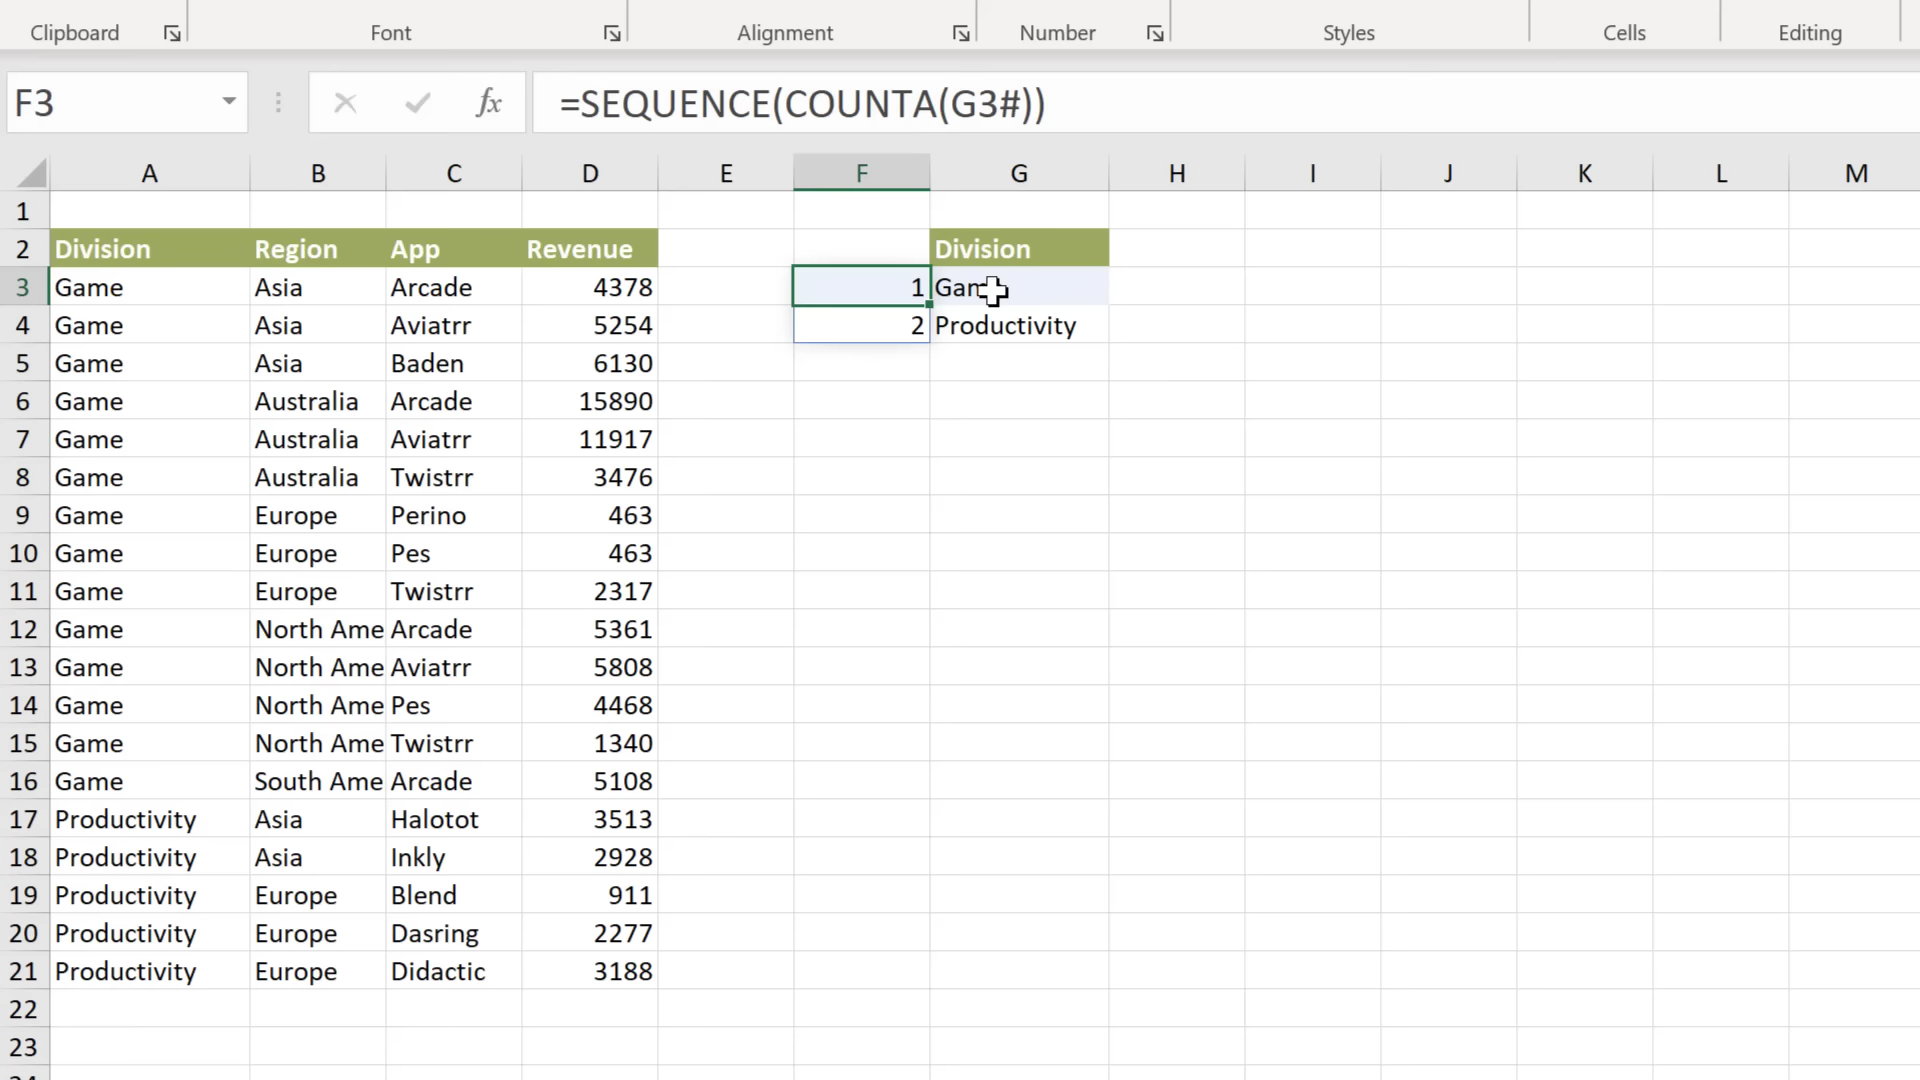 Clipboard Font Alignment Number Styles Cells Editing
F3 fx =SEQUENCE(COUNTA(G3#))
A B C D E F G H I J K L M
1
2 Division Region App Revenue Division
3 Game Asia Arcade 4378 1
4 Game Asia Aviatrr 5254 2 Productivity
5 Game Asia Baden 6130
6 Game Australia Arcade 15890
7 Game Australia Aviatrr 11917
8 Game Australia Twistrr 3476
9 Game Europe Perino 463
10 Game Europe Pes 463
11 Game Europe Twistrr 2317
12 Game North Ame Arcade 5361
13 Game North Ame Aviatrr 5808
14 Game North Ame Pes 4468
15 Game North Ame Twistrr 1340
16 Game South Ame Arcade 5108
17 Productivity Asia Halotot 3513
18 Productivity Asia Inkly 2928
19 Productivity Europe Blend 911
20 Productivity Europe Dasring 2277
21 Productivity Europe Didactic 3188
22
23